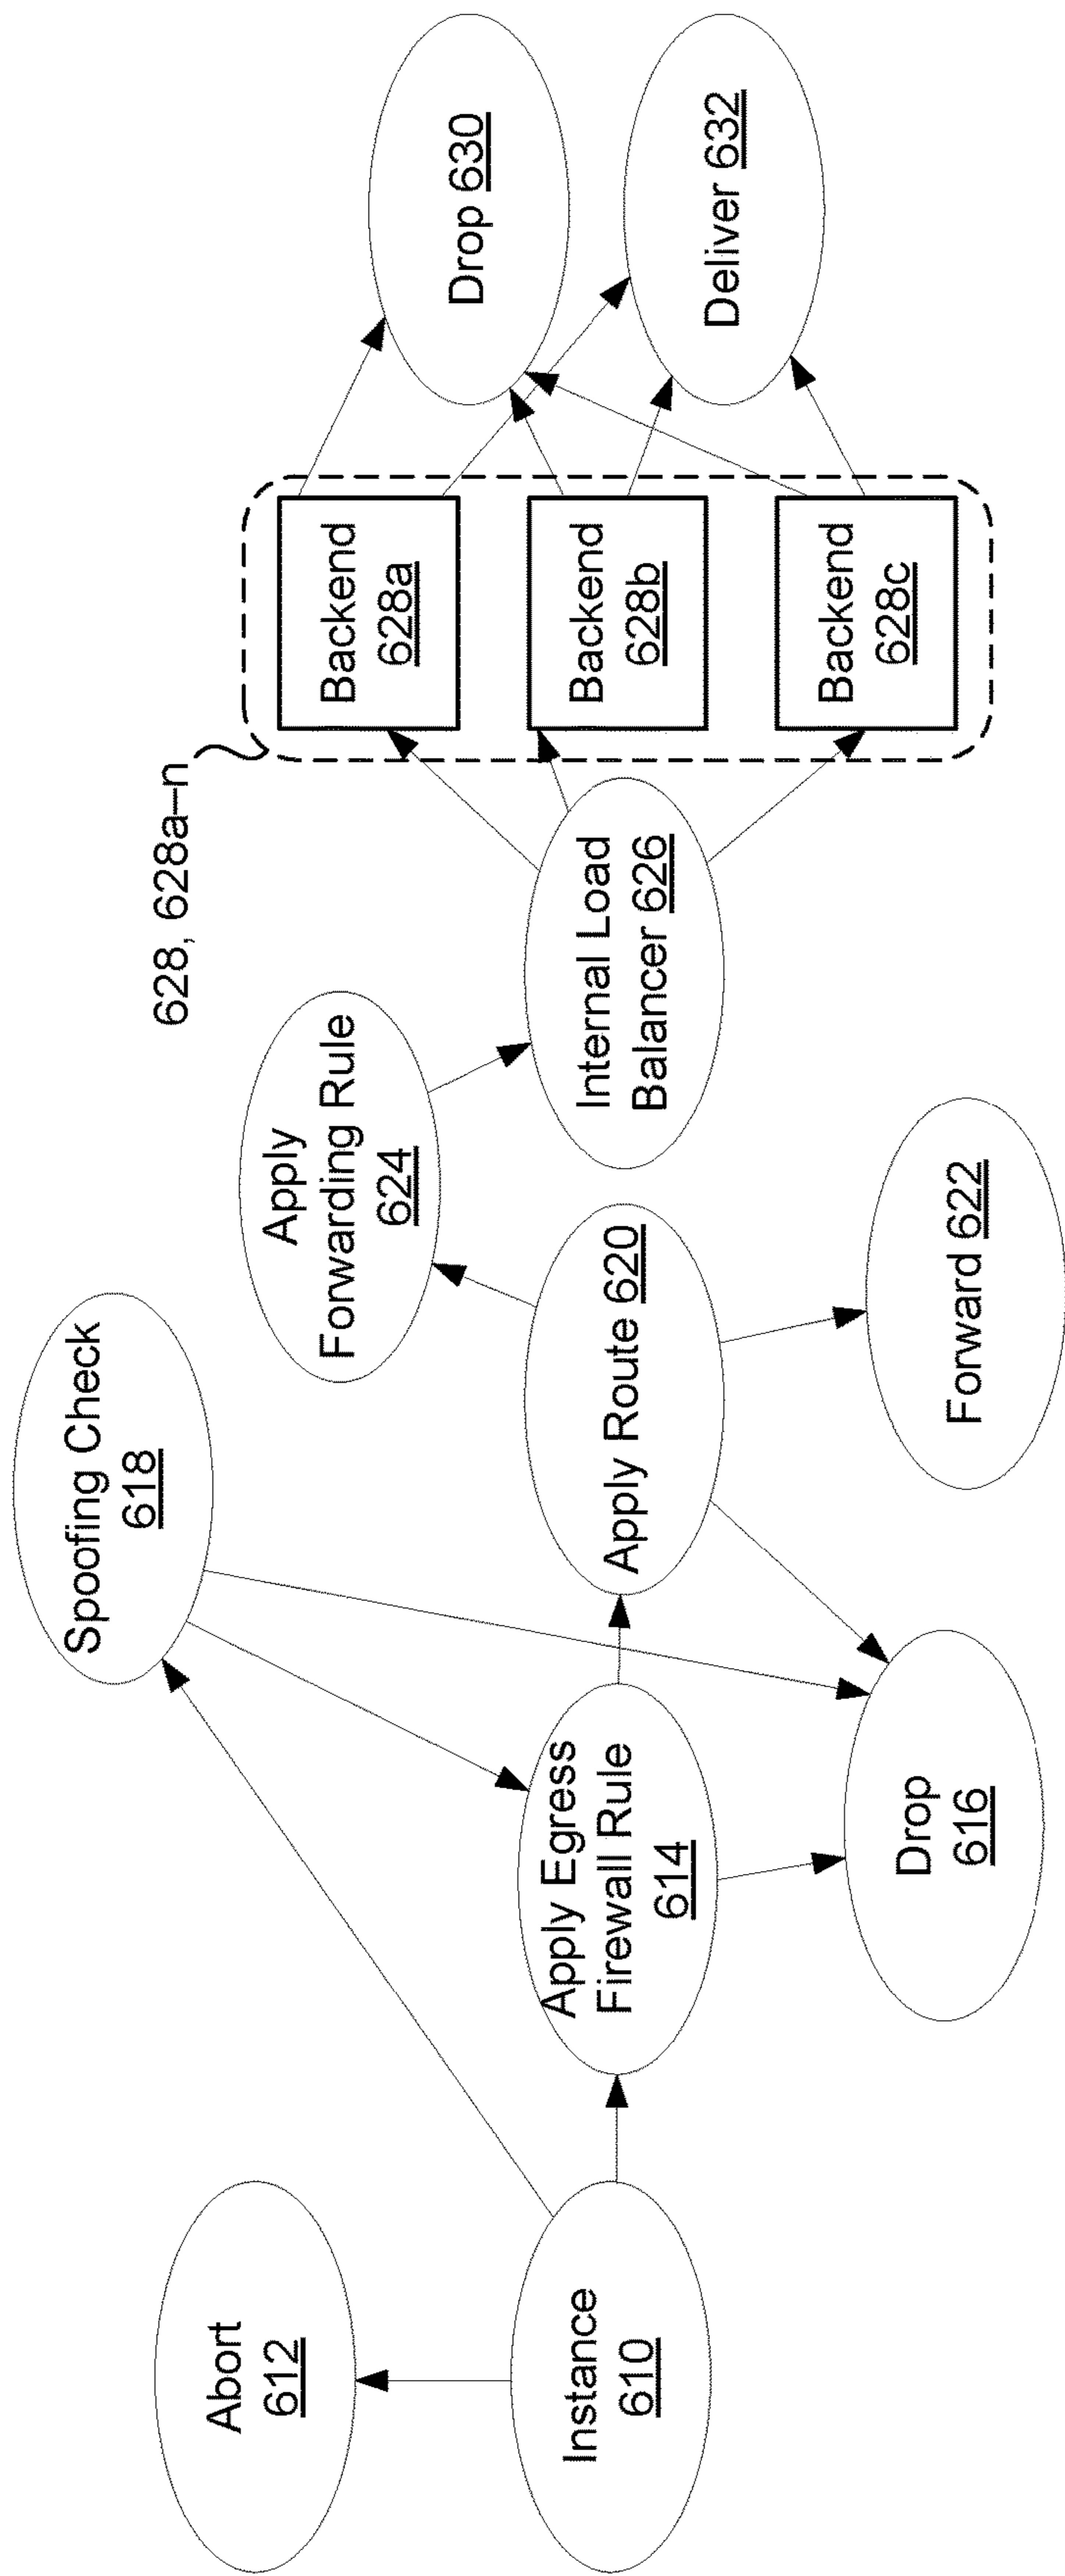 Abort
612
Instance
610
Spoofing Check
618
Apply Egress
Firewall Rule
614
Drop
616
Apply
Forwarding Rule
624
Apply Route 620
Forward 622
628, 628a–n
Internal Load
Balancer 626
Backend
628a
Backend
628b
Backend
628c
Drop 630
Deliver 632